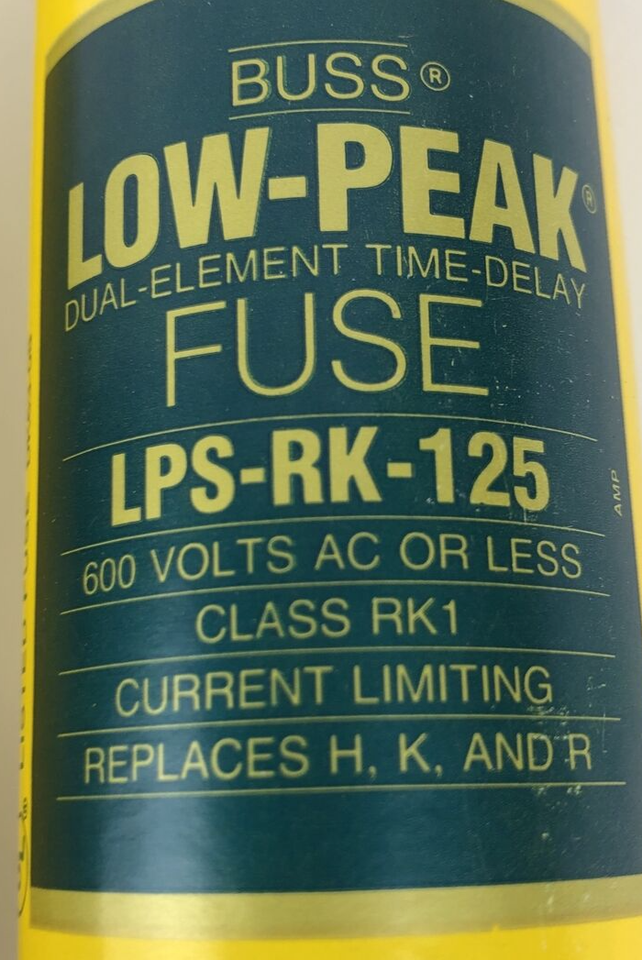 BUSS®
LOW-PEAK®
DUAL-ELEMENT TIME-DELAY
FUSE
LPS-RK-125
AMP
600 VOLTS AC OR LESS
CLASS RK1
CURRENT LIMITING
REPLACES H, K, AND R